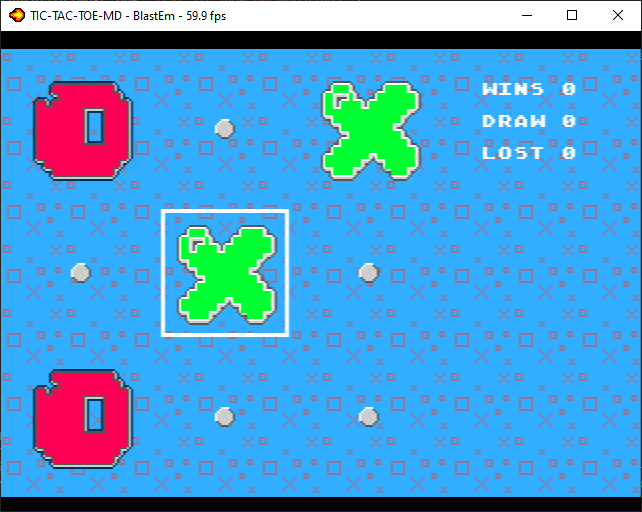 TIC-TAC-TOE-MD - BlastEm - 59.9 fps
O X
X
O
WINS 0
DRAW 0
LOST 0